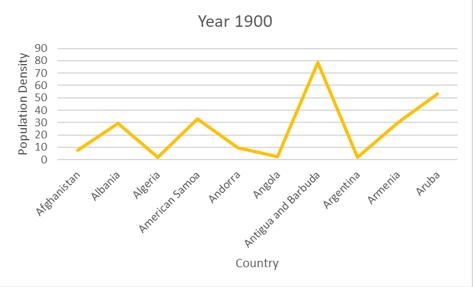 Year 1900
Population Density
90
80
70
60
50
40
30
20
10
0
Afghanistan
Albania
Algeria
American Samoa
Andorra
Angola
Antigua and Barbuda
Argentina
Armenia
Aruba
Country